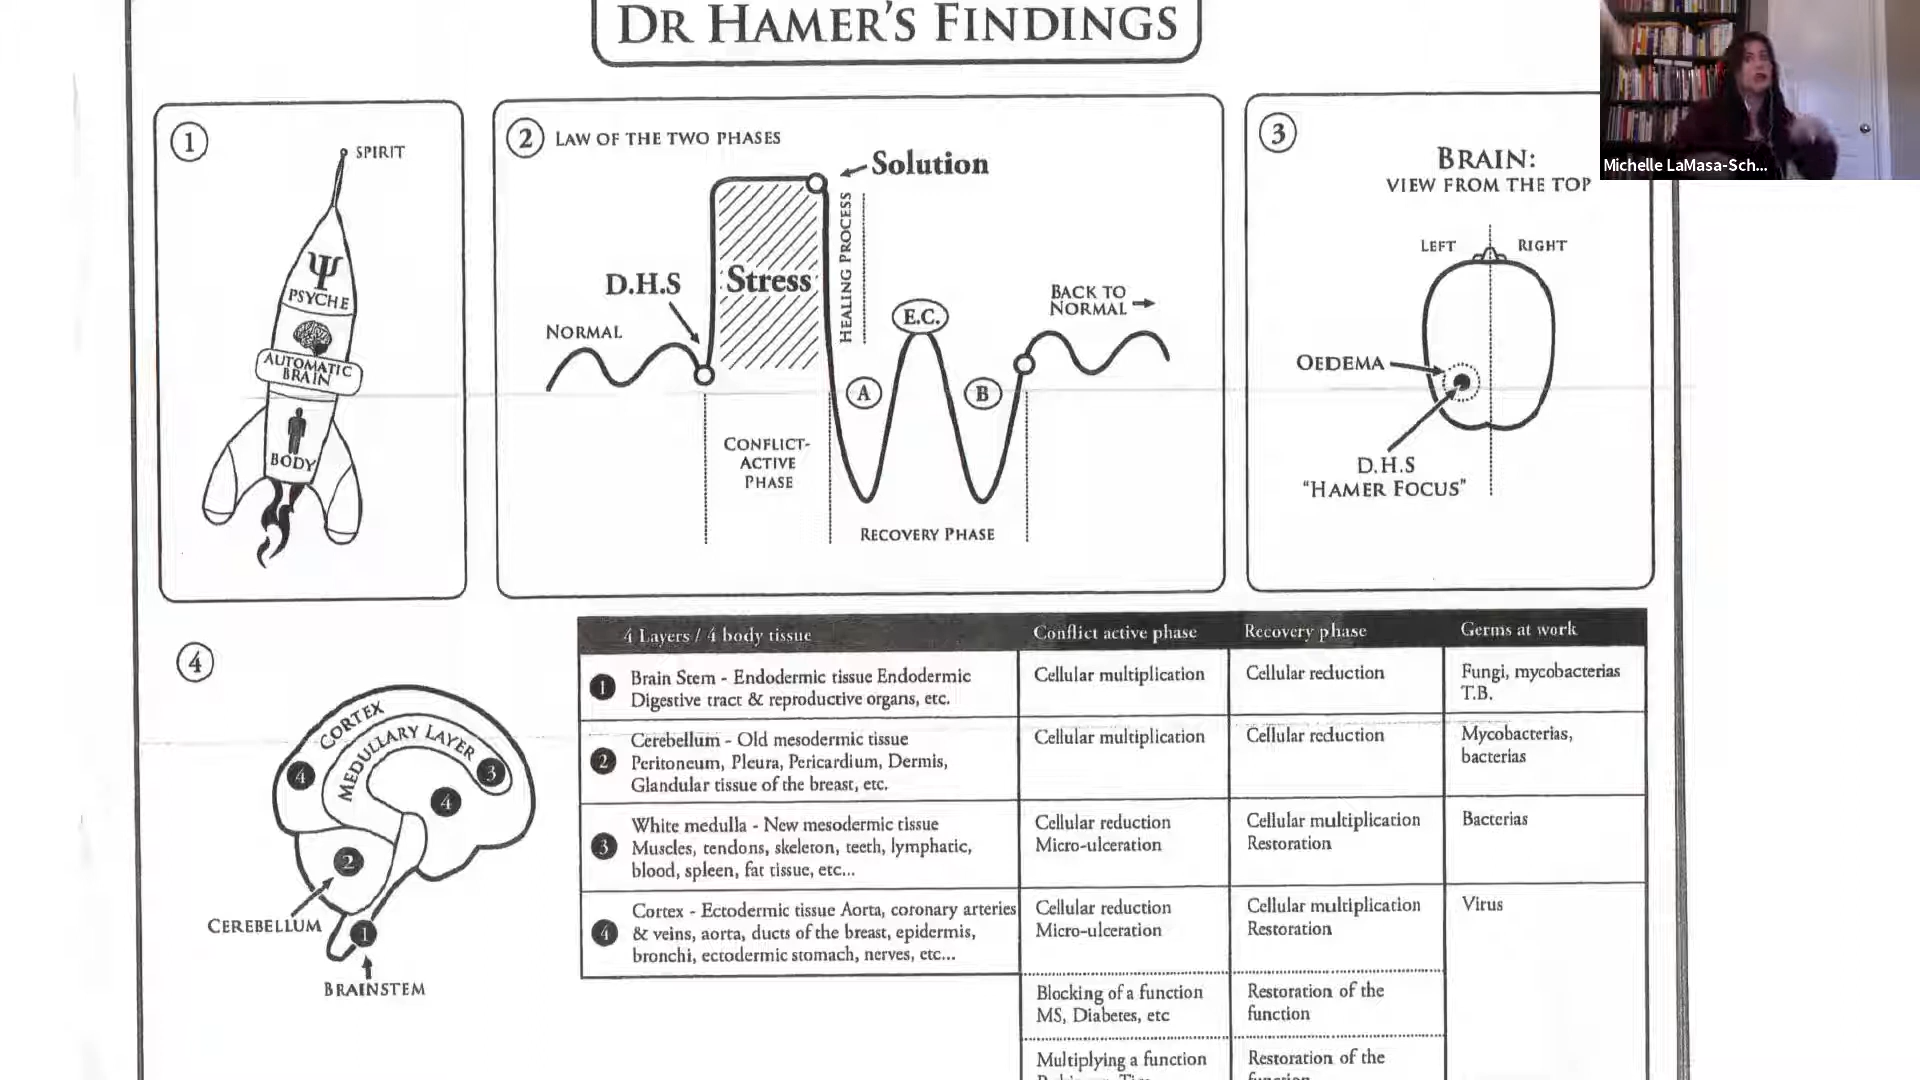 DR HAMER'S FINDINGS
Michelle LaMasa-Sch...
1
SPIRIT
Ψ
PSYCHE
AUTOMATIC
BRAIN
BODY
2 LAW OF THE TWO PHASES
Solution
HEALING PROCESS
D.H.S
Stress
NORMAL
E.C.
BACK TO
NORMAL
A
B
CONFLICT-
ACTIVE
PHASE
RECOVERY PHASE
3
BRAIN:
VIEW FROM THE TOP
LEFT RIGHT
OEDEMA
D.H.S
"HAMER FOCUS"
4
CORTEX
MEDULLARY LAYER
4
3
4
2
CEREBELLUM
1
BRAINSTEM
4 Layers / 4 body tissue Conflict active phase Recovery phase Germs at work
1 Brain Stem - Endodermic tissue Endodermic
Digestive tract & reproductive organs, etc.
Cellular multiplication
Cellular reduction
Fungi, mycobacterias
T.B.
2 Cerebellum - Old mesodermic tissue
Peritoneum, Pleura, Pericardium, Dermis,
Glandular tissue of the breast, etc.
Cellular multiplication
Cellular reduction
Mycobacterias,
bacterias
3 White medulla - New mesodermic tissue
Muscles, tendons, skeleton, teeth, lymphatic,
blood, spleen, fat tissue, etc...
Cellular reduction
Micro-ulceration
Cellular multiplication
Restoration
Bacterias
4 Cortex - Ectodermic tissue Aorta, coronary arteries
& veins, aorta, ducts of the breast, epidermis,
bronchi, ectodermic stomach, nerves, etc...
Cellular reduction
Micro-ulceration
Cellular multiplication
Restoration
Virus
Blocking of a function
MS, Diabetes, etc
Restoration of the
function
Multiplying a function
Restoration of the